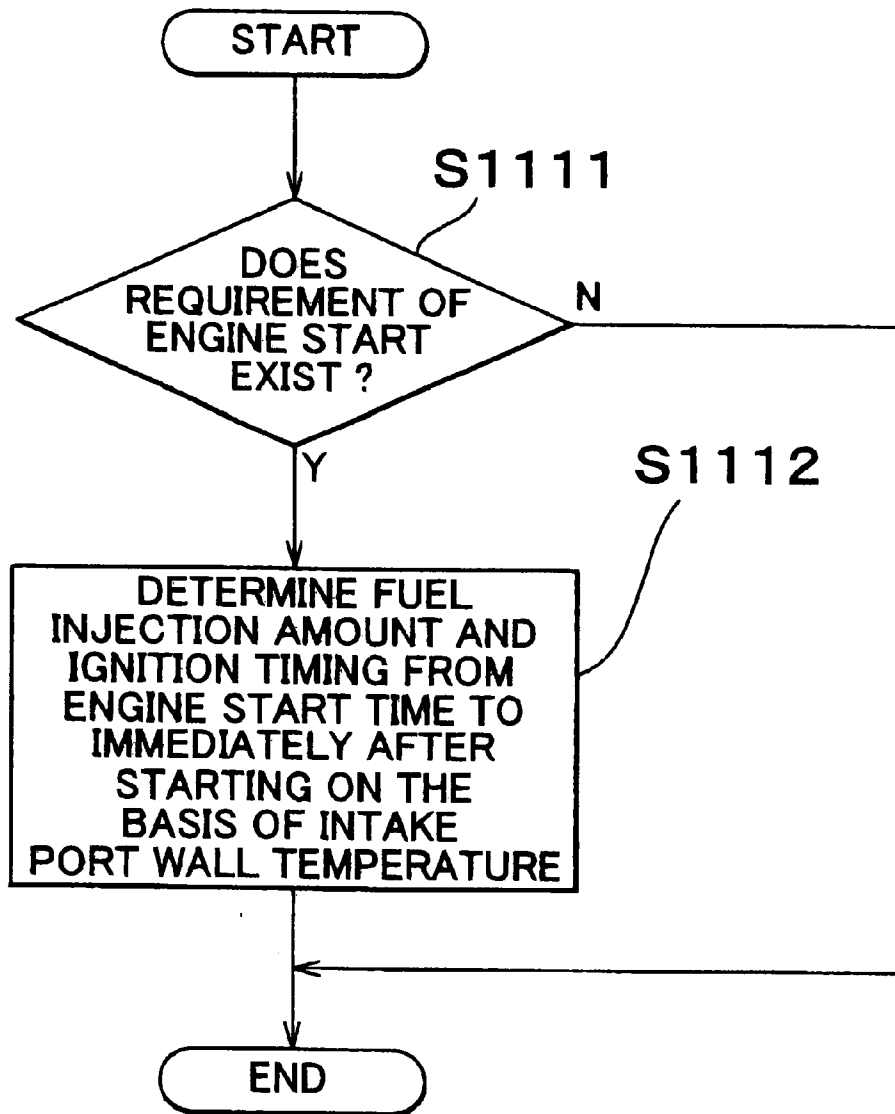 START
S1111
DOES
REQUIREMENT OF
ENGINE START
EXIST ?
N
Y
S1112
DETERMINE FUEL
INJECTION AMOUNT AND
IGNITION TIMING FROM
ENGINE START TIME TO
IMMEDIATELY AFTER
STARTING ON THE
BASIS OF INTAKE
PORT WALL TEMPERATURE
END